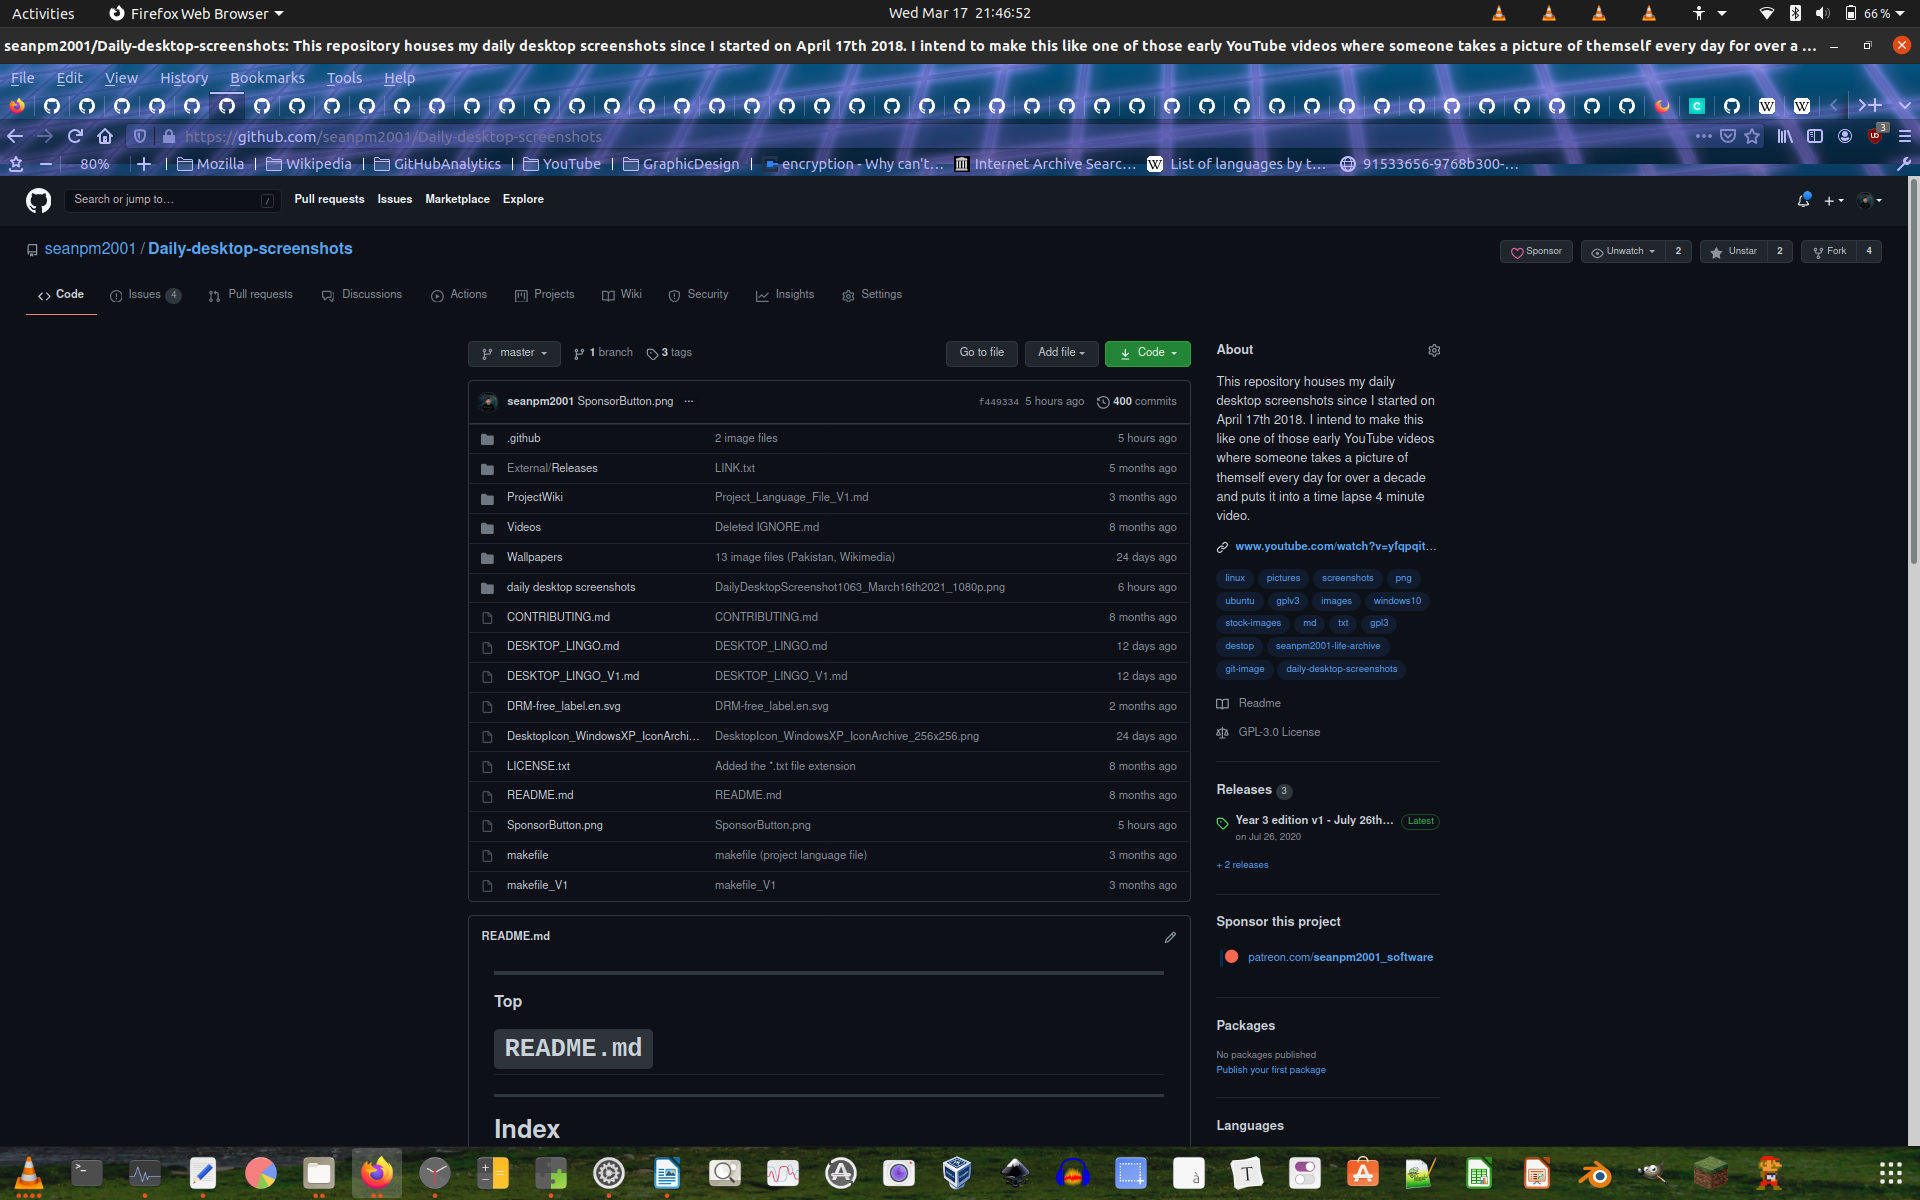 Activities
Firefox Web Browser
Wed Mar 17 21:46:52
66 %
seanpm2001/Daily-desktop-screenshots: This repository houses my daily desktop screenshots since I started on April 17th 2018. I intend to make this like one of those early YouTube videos where someone takes a picture of themself every day for over a ...
File Edit View History Bookmarks Tools Help
https://github.com/seanpm2001/Daily-desktop-screenshots
3
80%
Mozilla
Wikipedia
GitHubAnalytics
YouTube
GraphicDesign
encryption - Why can't...
Internet Archive Searc...
List of languages by t...
91533656-9768b300-...
Search or jump to...
/
Pull requests Issues Marketplace Explore
seanpm2001 / Daily-desktop-screenshots
Sponsor
Unwatch 2
Unstar 2
Fork 4
Code
Issues 4
Pull requests
Discussions
Actions
Projects
Wiki
Security
Insights
Settings
master
1 branch
3 tags
Go to file
Add file
Code
seanpm2001 SponsorButton.png ...
f449334 5 hours ago
400 commits
.github 2 image files 5 hours ago
External/Releases LINK.txt 5 months ago
ProjectWiki Project_Language_File_V1.md 3 months ago
Videos Deleted IGNORE.md 8 months ago
Wallpapers 13 image files (Pakistan, Wikimedia) 24 days ago
daily desktop screenshots DailyDesktopScreenshot1063_March16th2021_1080p.png 6 hours ago
CONTRIBUTING.md CONTRIBUTING.md 8 months ago
DESKTOP_LINGO.md DESKTOP_LINGO.md 12 days ago
DESKTOP_LINGO_V1.md DESKTOP_LINGO_V1.md 12 days ago
DRM-free_label.en.svg DRM-free_label.en.svg 2 months ago
DesktopIcon_WindowsXP_IconArchi... DesktopIcon_WindowsXP_IconArchive_256x256.png 24 days ago
LICENSE.txt Added the *.txt file extension 8 months ago
README.md README.md 8 months ago
SponsorButton.png SponsorButton.png 5 hours ago
makefile makefile (project language file) 3 months ago
makefile_V1 makefile_V1 3 months ago
README.md
Top
README.md
Index
About
This repository houses my daily
desktop screenshots since I started on
April 17th 2018. I intend to make this
like one of those early YouTube videos
where someone takes a picture of
themself every day for over a decade
and puts it into a time lapse 4 minute
video.
www.youtube.com/watch?v=yfqpqit...
linux pictures screenshots png
ubuntu gplv3 images windows10
stock-images md txt gpl3
destop seanpm2001-life-archive
git-image daily-desktop-screenshots
Readme
GPL-3.0 License
Releases 3
Year 3 edition v1 - July 26th... Latest
on Jul 26, 2020
+ 2 releases
Sponsor this project
patreon.com/seanpm2001_software
Packages
No packages published
Publish your first package
Languages